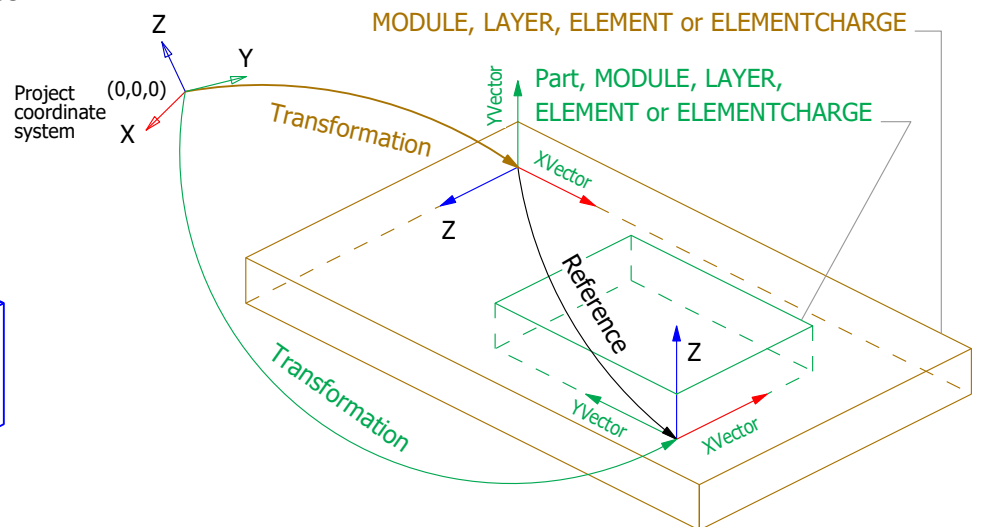 MODULE, LAYER, ELEMENT or ELEMENTCHARGE
Z
Y
Project
coordinate
system
(0,0,0)
X
Transformation
YVector
Part, MODULE, LAYER,
ELEMENT or ELEMENTCHARGE
XVector
Z
Reference
Z
Transformation
YVector
XVector